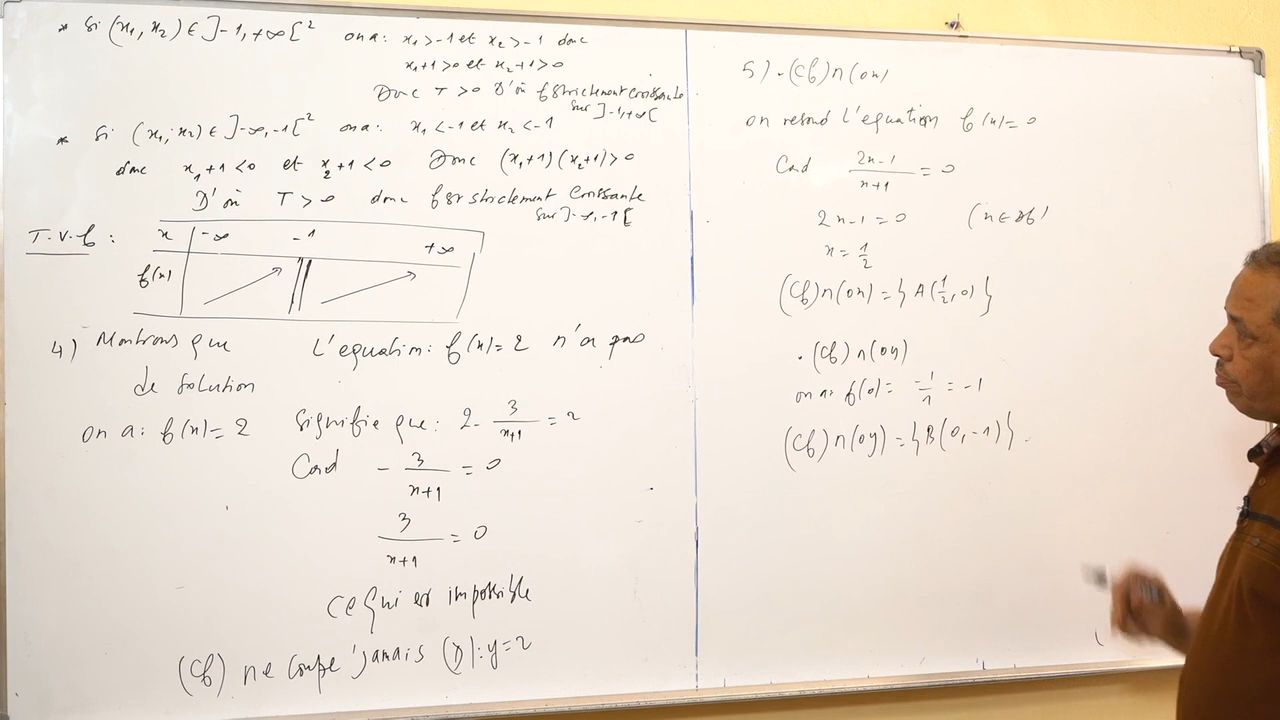 * Si (x₁, x₂) ∈ ]-1, +∞[² on a: x₁>-1 et x₂>-1 donc
x₁+1>0 et x₂+1>0
Donc T>0 D'où f strictement croissante
sur ]-1,+∞[
* Si (x₁, x₂) ∈ ]-∞,-1[² on a: x₁<-1 et x₂<-1
donc x₁+1<0 et x₂+1<0 Donc (x₁+1)(x₂+1)>0
D'où T>0 donc f est strictement croissante
sur ]-∞,-1[
T.V.f:
x -∞ -1 +∞
f(x)
4) Montrons que L'equation: f(x)=2 n'a pas
de solution
on a: f(x)=2 Signifie que: 2-3/(x+1)=2
Cad -3/(x+1)=0
3/(x+1)=0
ce qui est impossible
(Cf) ne coupe jamais (D): y=2
5) •(Cf)∩(ox)
on resoud L'equation f(x)=0
Cad (2x-1)/(x+1)=0
2x-1=0 (x∈Df)
x=1/2
(Cf)∩(ox)={A(1/2,0)}
•(Cf)∩(oy)
on a: f(0)=-1/1=-1
(Cf)∩(oy)={B(0,-1)}.